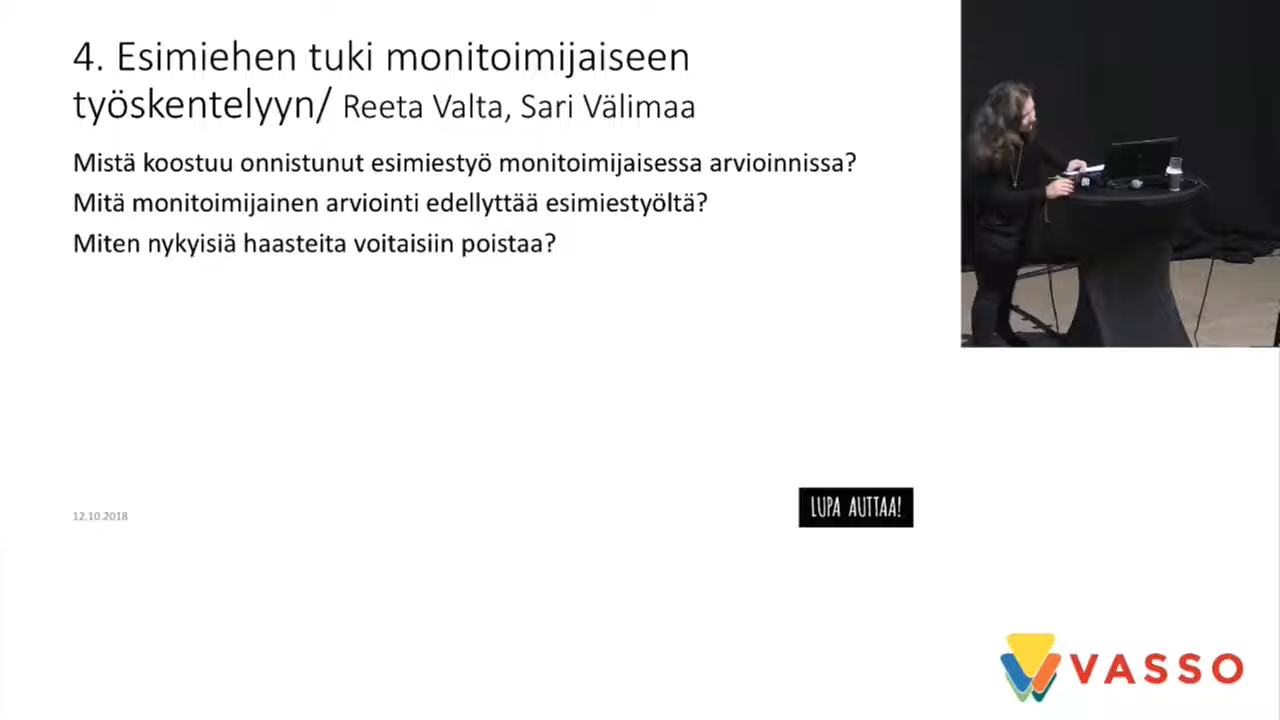 4. Esimiehen tuki monitoimijaiseen
työskentelyyn/ Reeta Valta, Sari Välimaa
Mistä koostuu onnistunut esimiestyö monitoimijaisessa arvioinnissa?
Mitä monitoimijainen arviointi edellyttää esimiestyöltä?
Miten nykyisiä haasteita voitaisiin poistaa?
12.10.2018
LUPA AUTTAA!
VASSO